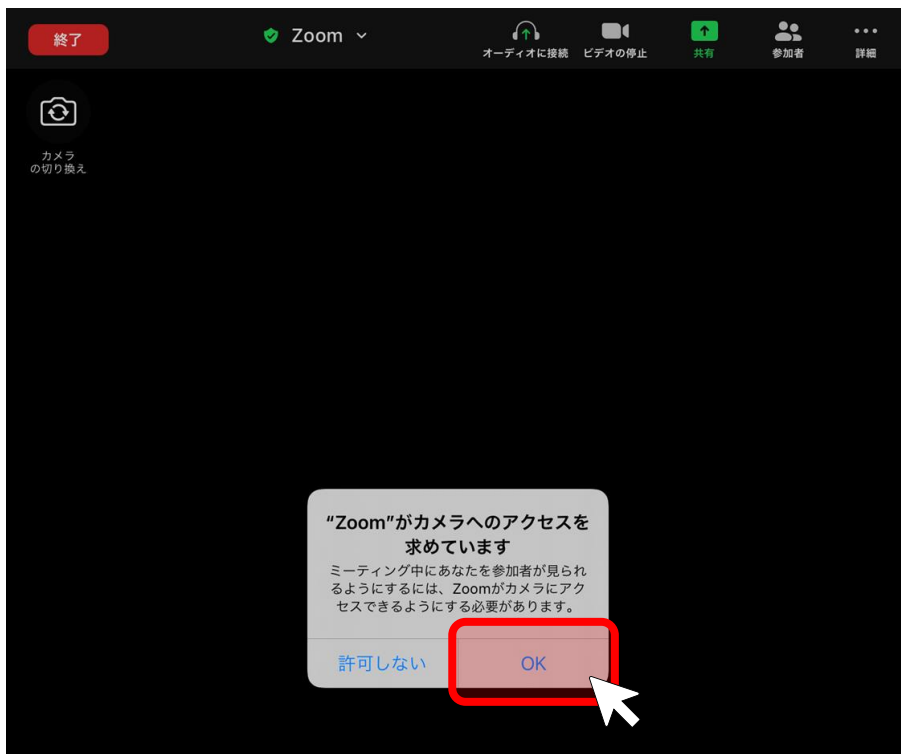 終了
Zoom
オーディオに接続
ビデオの停止
共有
参加者
詳細
カメラ
の切り換え
“Zoom”がカメラへのアクセスを
求めています
ミーティング中にあなたを参加者が見られ
るようにするには、Zoomがカメラにアク
セスできるようにする必要があります。
許可しない
OK